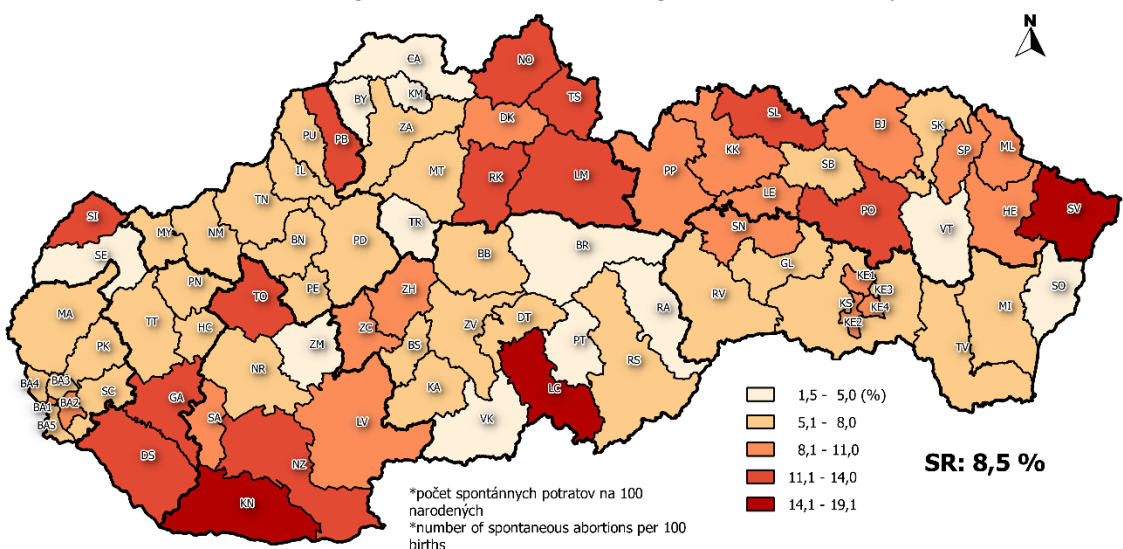 N
CA
NO
BY
KM
TS
PU
PB
ZA
DK
SL
BJ
SK
SP
ML
IL
MT
RK
LM
PP
KK
SB
LE
HE
SV
TN
SI
MY
NM
BN
PD
TR
BR
SN
PO
VT
SE
BB
GL
SO
PN
TO
PE
ZH
RV
RA
KE1
KE3
KS
KE4
KE2
MI
MA
TT
HC
ZC
ZV
DT
BS
PT
RS
TV
PK
ZM
NR
KA
LC
VK
BA4
BA3
SC
BA1
BA2
BA5
GA
SA
LV
DS
NZ
KN
1,5 - 5,0 (%)
5,1 - 8,0
8,1 - 11,0
11,1 - 14,0
14,1 - 19,1
SR: 8,5 %
*počet spontánnych potratov na 100
narodených
*number of spontaneous abortions per 100
births